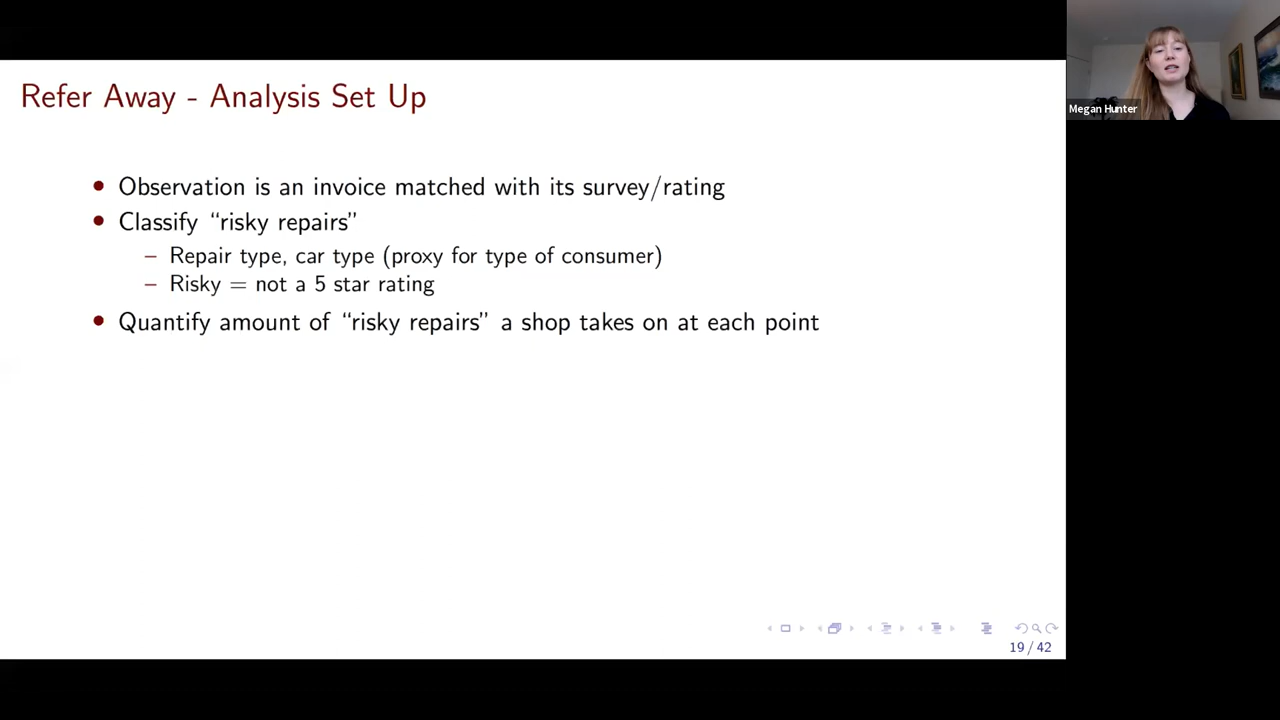 Refer Away - Analysis Set Up
Megan Hunter
• Observation is an invoice matched with its survey/rating
• Classify “risky repairs”
– Repair type, car type (proxy for type of consumer)
– Risky = not a 5 star rating
• Quantify amount of “risky repairs” a shop takes on at each point
19 / 42